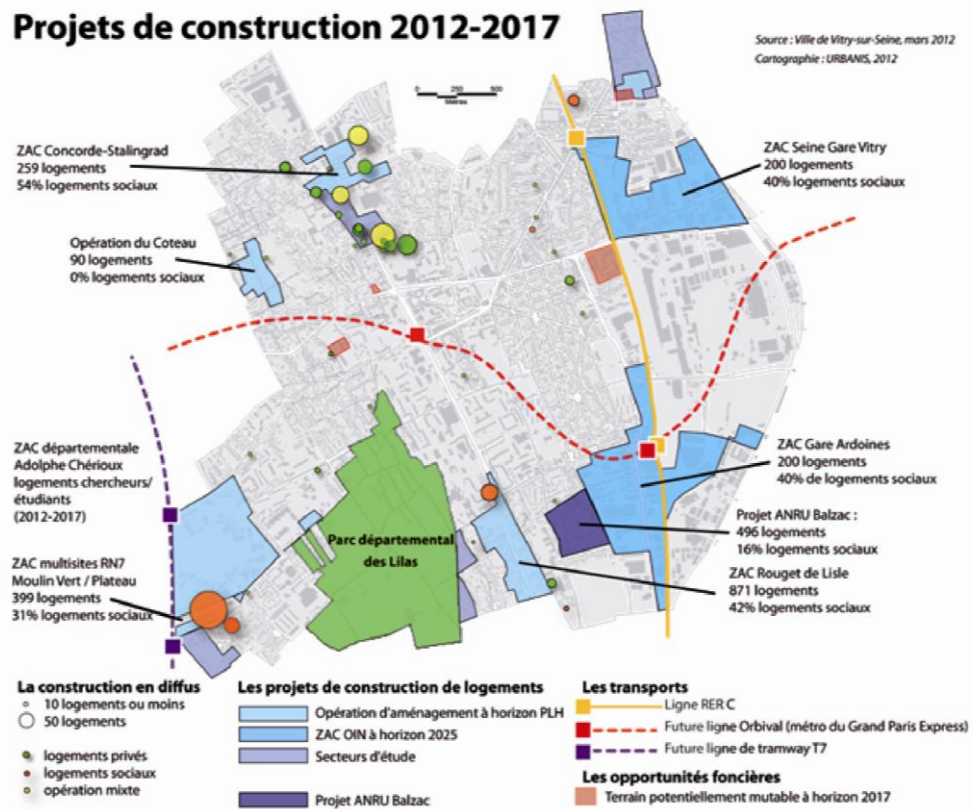 Projets de construction 2012-2017
Source : Ville de Vitry-sur-Seine, mars 2012
Cartographie : URBANIS, 2012
0
250
500
Mètres
ZAC Concorde-Stalingrad
259 logements
54% logements sociaux
ZAC Seine Gare Vitry
200 logements
40% logements sociaux
Opération du Coteau
90 logements
0% logements sociaux
ZAC départementale
Adolphe Chérioux
logements chercheurs/
étudiants
(2012-2017)
ZAC Gare Ardoines
200 logements
40% de logements sociaux
Parc départemental
des Lilas
Projet ANRU Balzac :
496 logements
16% logements sociaux
ZAC multisites RN7
Moulin Vert / Plateau
399 logements
31% logements sociaux
ZAC Rouget de Lisle
871 logements
42% logements sociaux
La construction en diffus
10 logements ou moins
50 logements
logements privés
logements sociaux
opération mixte
Les projets de construction de logements
Opération d'aménagement à horizon PLH
ZAC OIN à horizon 2025
Secteurs d'étude
Projet ANRU Balzac
Les transports
Ligne RER C
Future ligne Orbival (métro du Grand Paris Express)
Future ligne de tramway T7
Les opportunités foncières
Terrain potentiellement mutable à horizon 2017